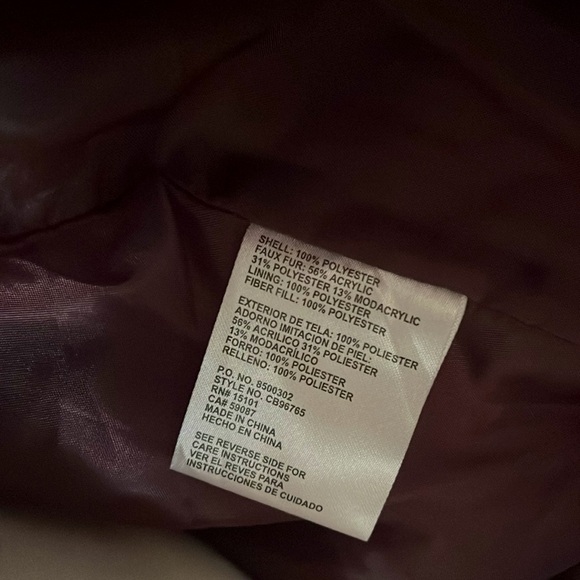 SHELL: 100% POLYESTER
FAUX FUR: 56% ACRYLIC
31% POLYESTER 13% MODACRYLIC
LINING: 100% POLYESTER
FIBER FILL: 100% POLYESTER
EXTERIOR DE TELA: 100% POLIESTER
ADORNO IMITACION DE PIEL:
56% ACRILICO 31% POLIESTER
13% MODACRÍLICO
FORRO: 100% POLIESTER
RELLENO: 100% POLIESTER
P.O. NO. 8500302
STYLE NO. CB96765
RN# 15101
CA# 59087
MADE IN CHINA
HECHO EN CHINA
SEE REVERSE SIDE FOR
CARE INSTRUCTIONS
VER EL REVES PARA
INSTRUCCIONES DE CUIDADO